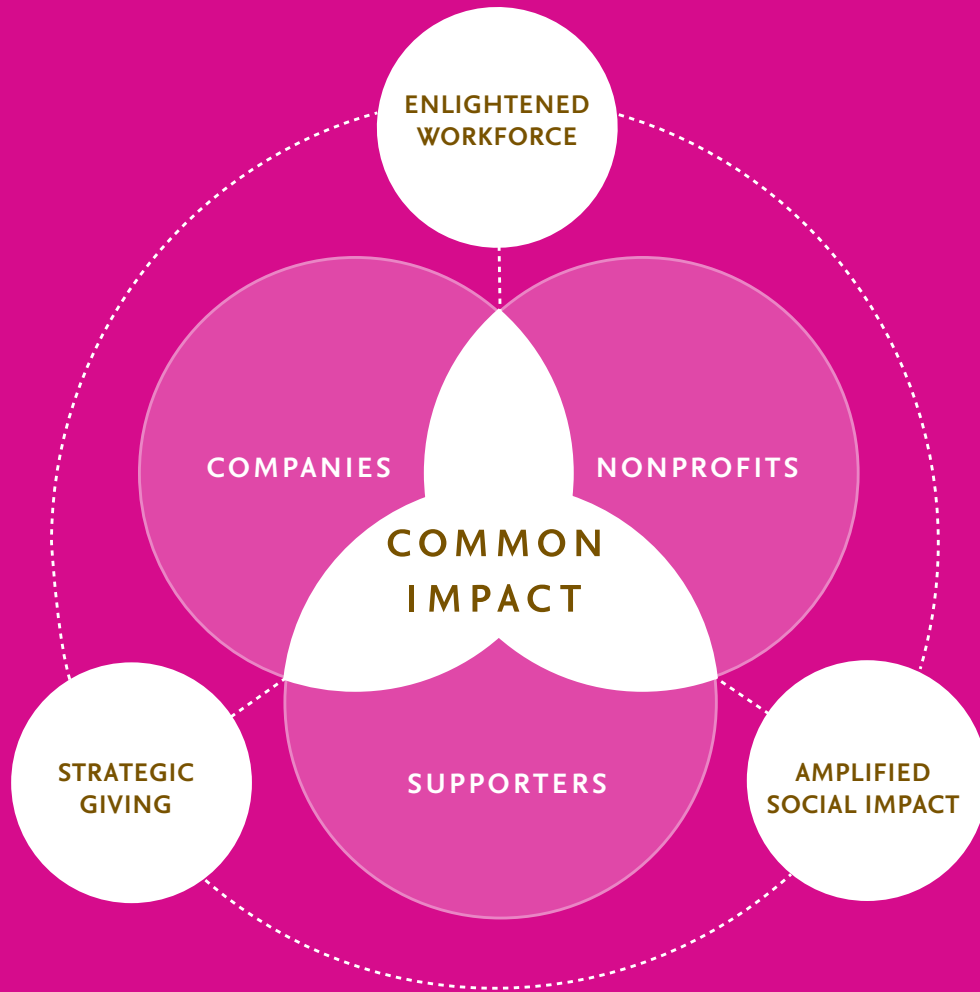 ENLIGHTENED
WORKFORCE
COMPANIES
NONPROFITS
COMMON
IMPACT
STRATEGIC
GIVING
SUPPORTERS
AMPLIFIED
SOCIAL IMPACT